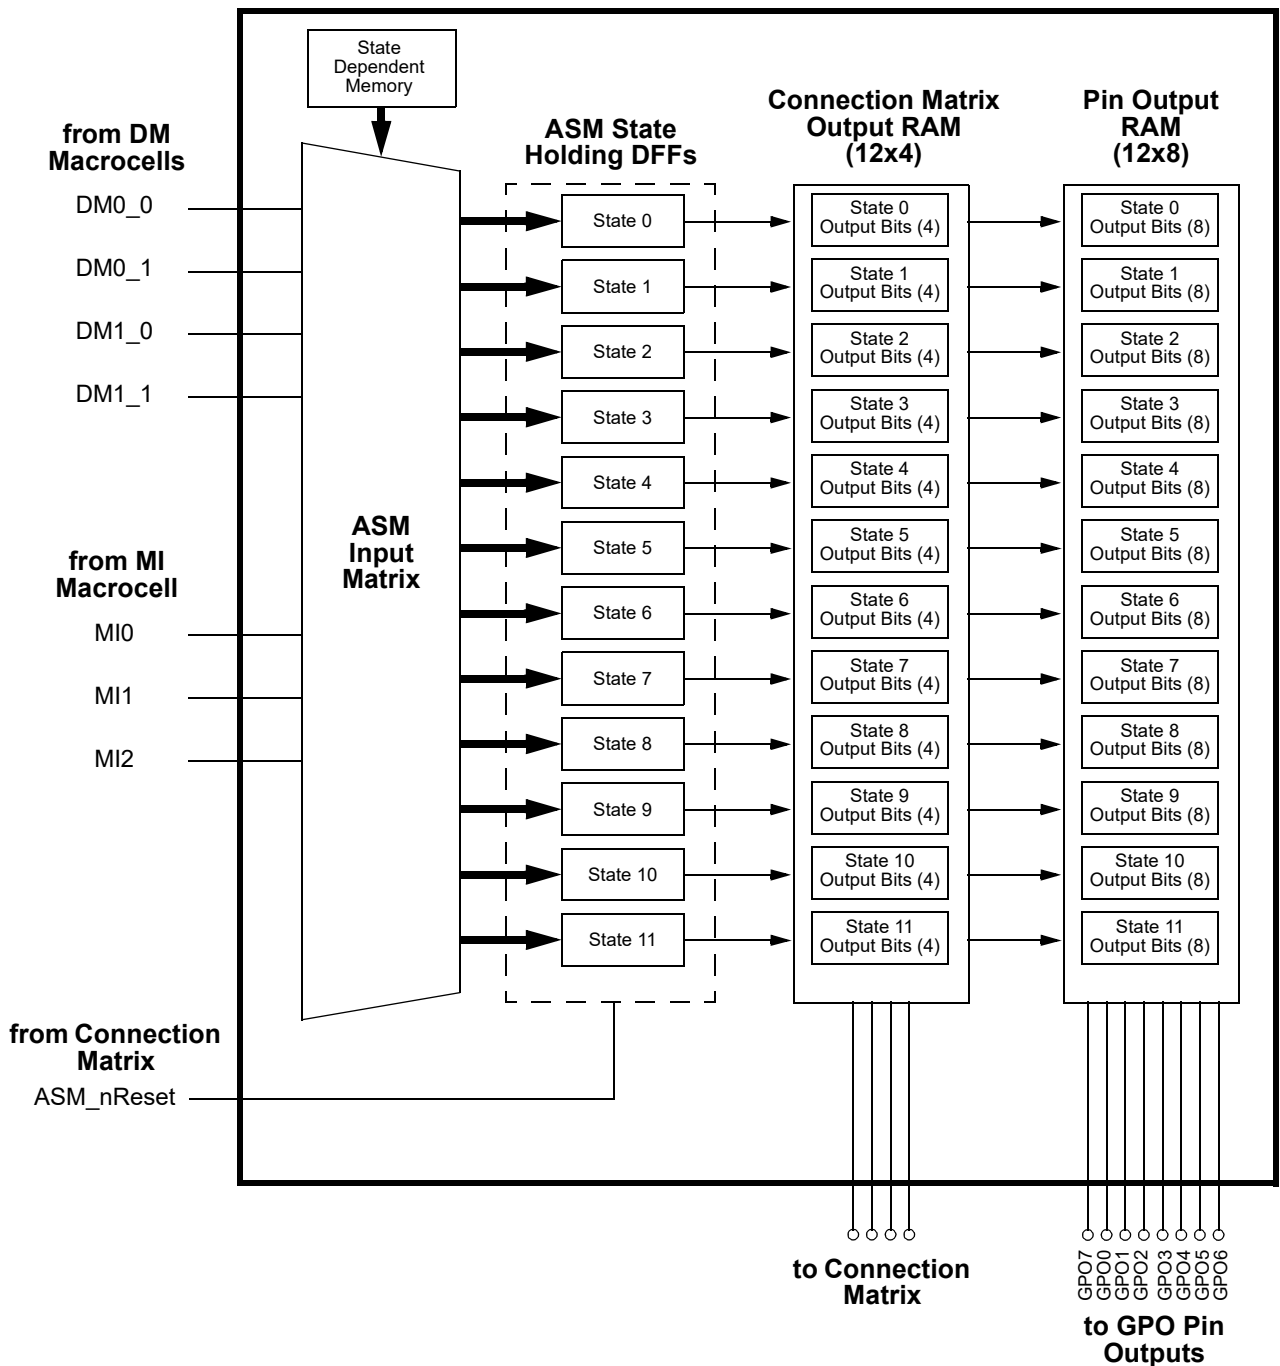 State
Dependent
Memory
from DM
Macrocells
DM0_0
DM0_1
DM1_0
DM1_1
from MI
Macrocell
MI0
MI1
MI2
from Connection
Matrix
ASM_nReset
ASM
Input
Matrix
ASM State
Holding DFFs
State 0
State 1
State 2
State 3
State 4
State 5
State 6
State 7
State 8
State 9
State 10
State 11
Connection Matrix
Output RAM
(12x4)
State 0
Output Bits (4)
State 1
Output Bits (4)
State 2
Output Bits (4)
State 3
Output Bits (4)
State 4
Output Bits (4)
State 5
Output Bits (4)
State 6
Output Bits (4)
State 7
Output Bits (4)
State 8
Output Bits (4)
State 9
Output Bits (4)
State 10
Output Bits (4)
State 11
Output Bits (4)
to Connection
Matrix
Pin Output
RAM
(12x8)
State 0
Output Bits (8)
State 1
Output Bits (8)
State 2
Output Bits (8)
State 3
Output Bits (8)
State 4
Output Bits (8)
State 5
Output Bits (8)
State 6
Output Bits (8)
State 7
Output Bits (8)
State 8
Output Bits (8)
State 9
Output Bits (8)
State 10
Output Bits (8)
State 11
Output Bits (8)
GPO7
GPO0
GPO1
GPO2
GPO3
GPO4
GPO5
GPO6
to GPO Pin
Outputs